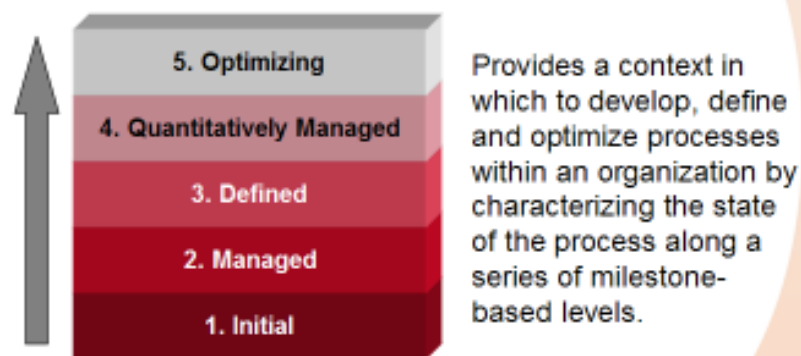 5. Optimizing
4. Quantitatively Managed
3. Defined
2. Managed
1. Initial
Provides a context in
which to develop, define
and optimize processes
within an organization by
characterizing the state
of the process along a
series of milestone-
based levels.